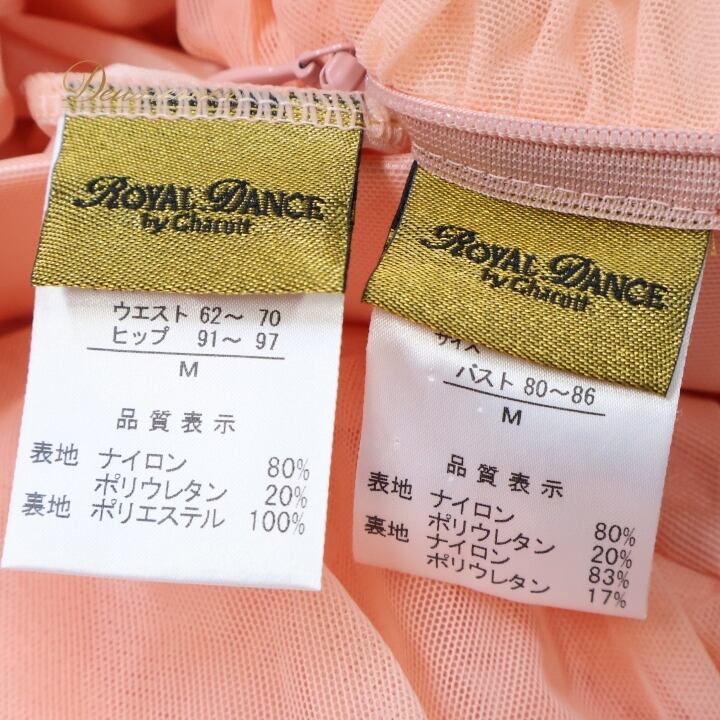 ROYAL DANCE
by Chacott
ウエスト 62～ 70
ヒップ 91～ 97
M
品質表示
表地 ナイロン 80%
ポリウレタン 20%
裏地 ポリエステル 100%
ROYAL DANCE
by Chacott
サイズ
バスト 80～86
M
品質表示
表地 ナイロン 80%
ポリウレタン 20%
裏地 ナイロン 83%
ポリウレタン 17%